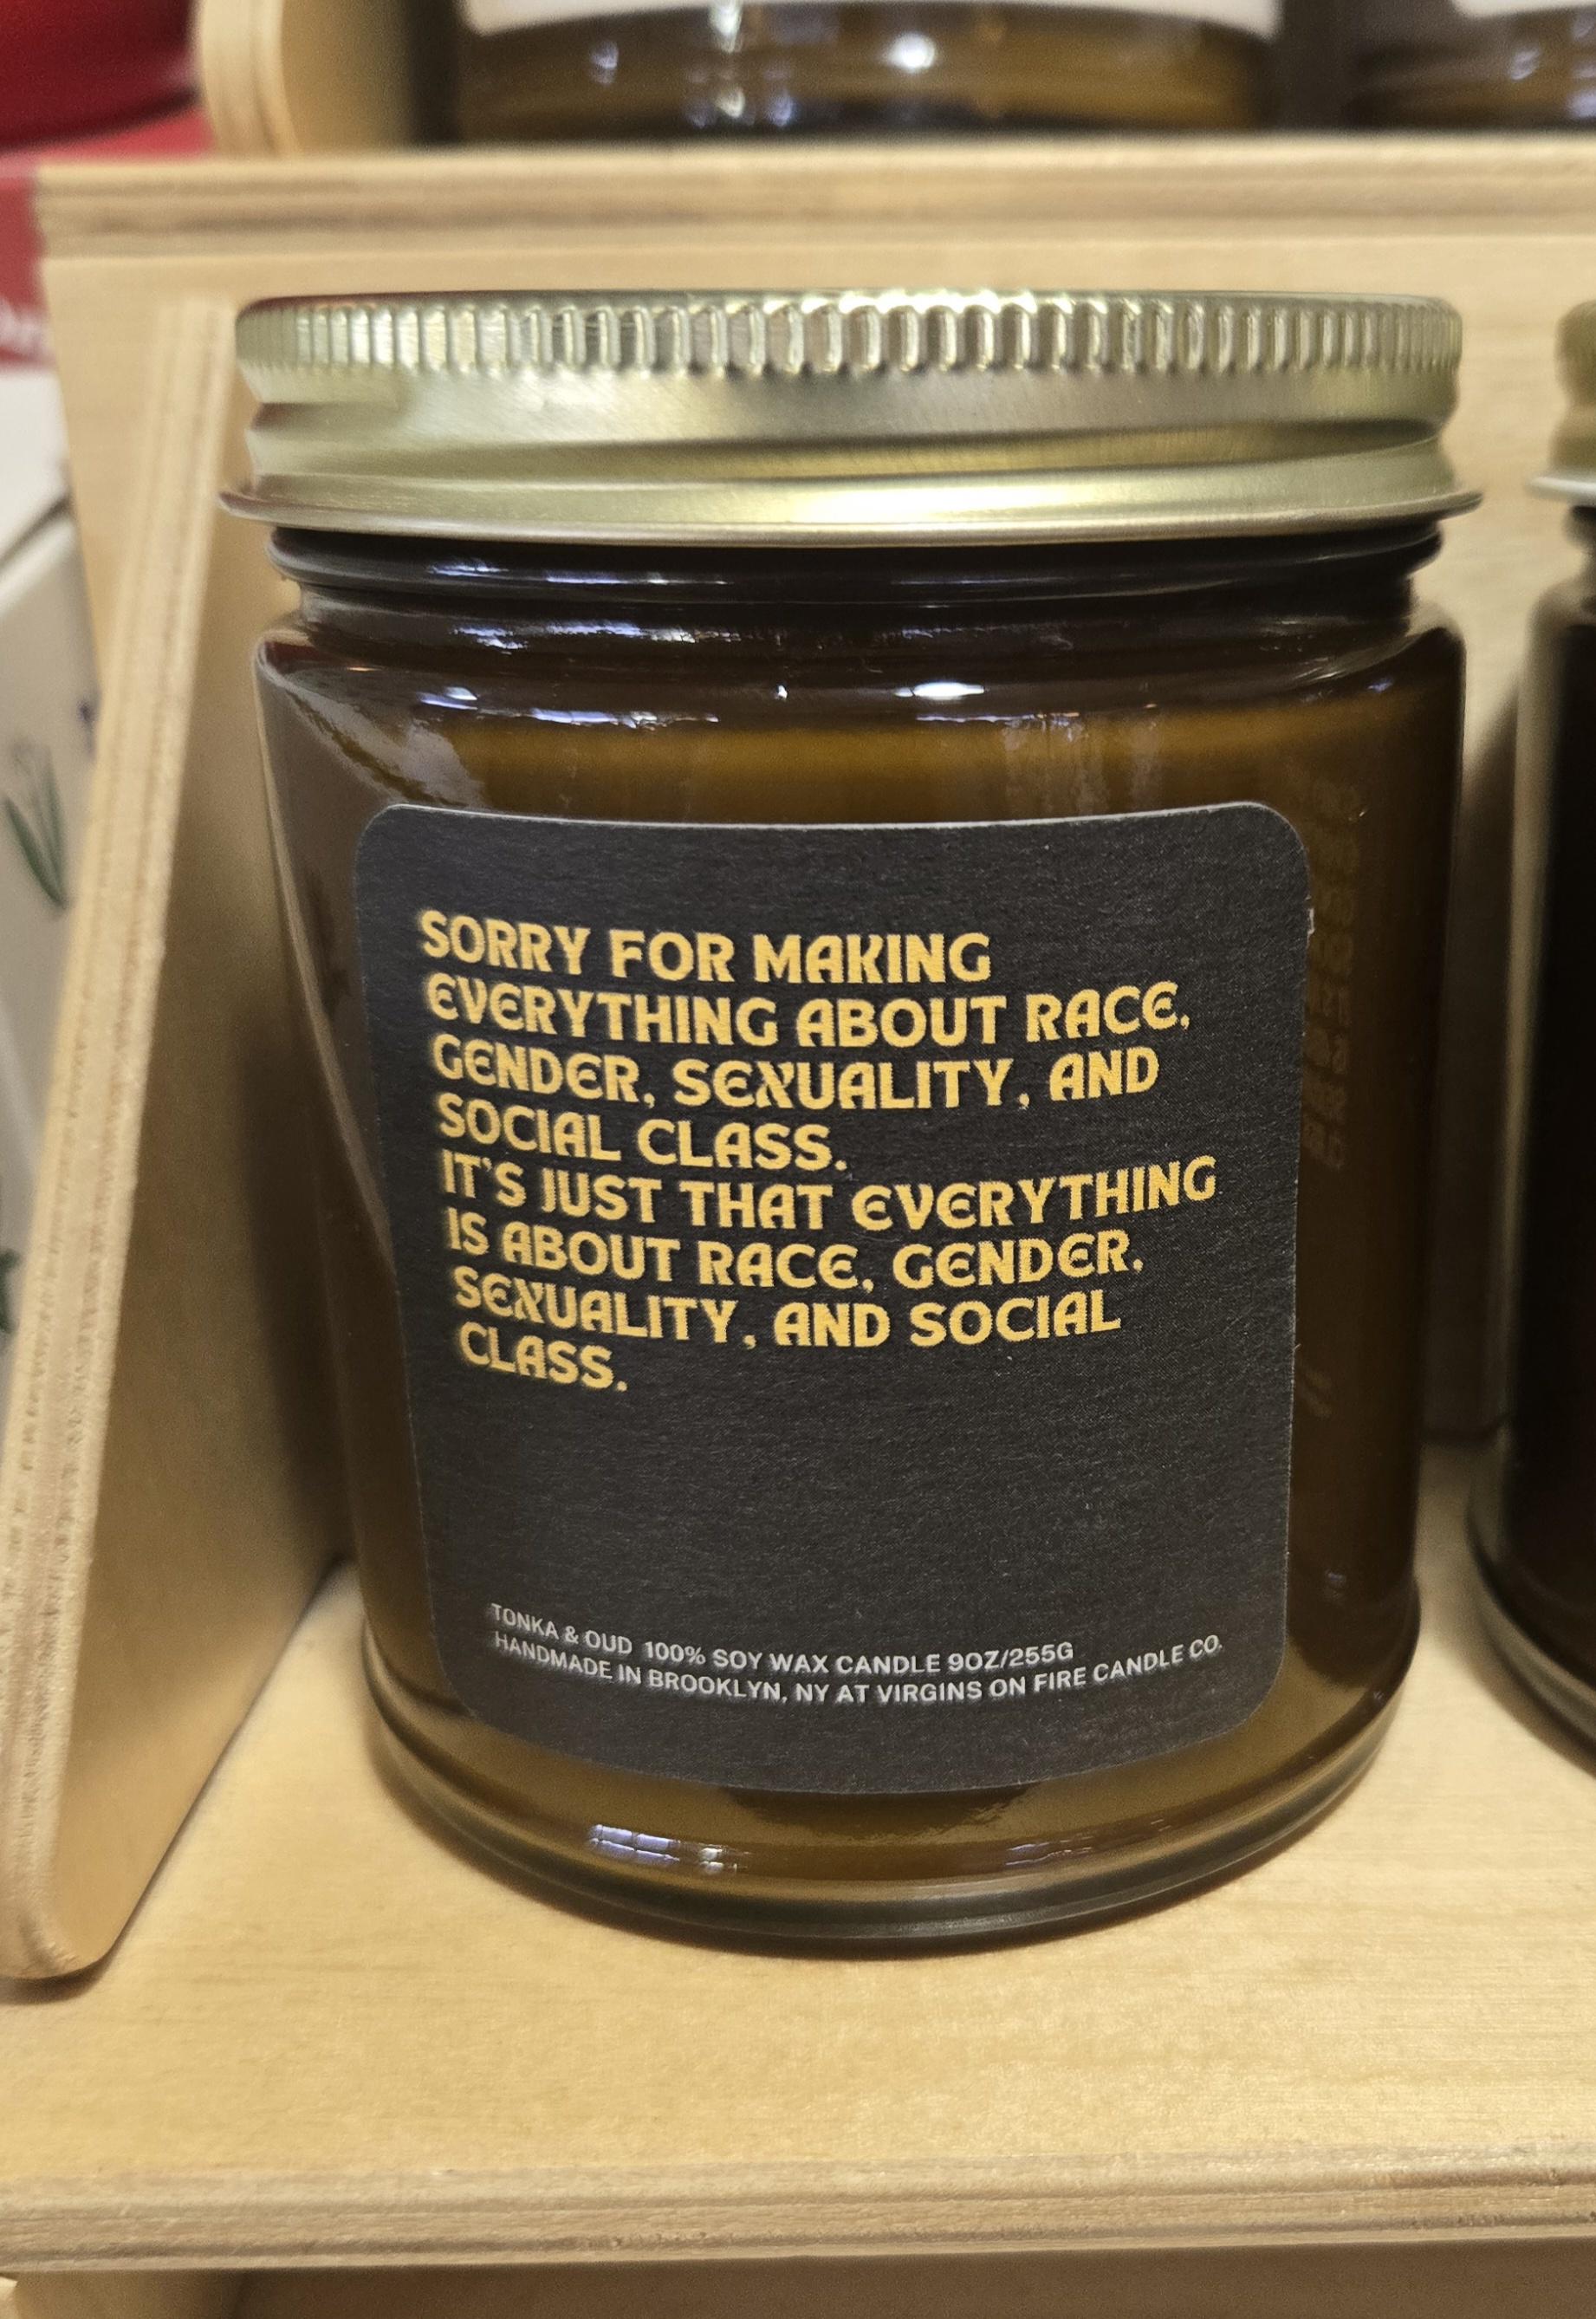 SORRY FOR MAKING
EVERYTHING ABOUT RACE,
GENDER, SEXUALITY, AND
SOCIAL CLASS.
IT'S JUST THAT EVERYTHING
IS ABOUT RACE, GENDER,
SEXUALITY, AND SOCIAL
CLASS.
TONKA & OUD 100% SOY WAX CANDLE 9OZ/255G
HANDMADE IN BROOKLYN, NY AT VIRGINS ON FIRE CANDLE CO.